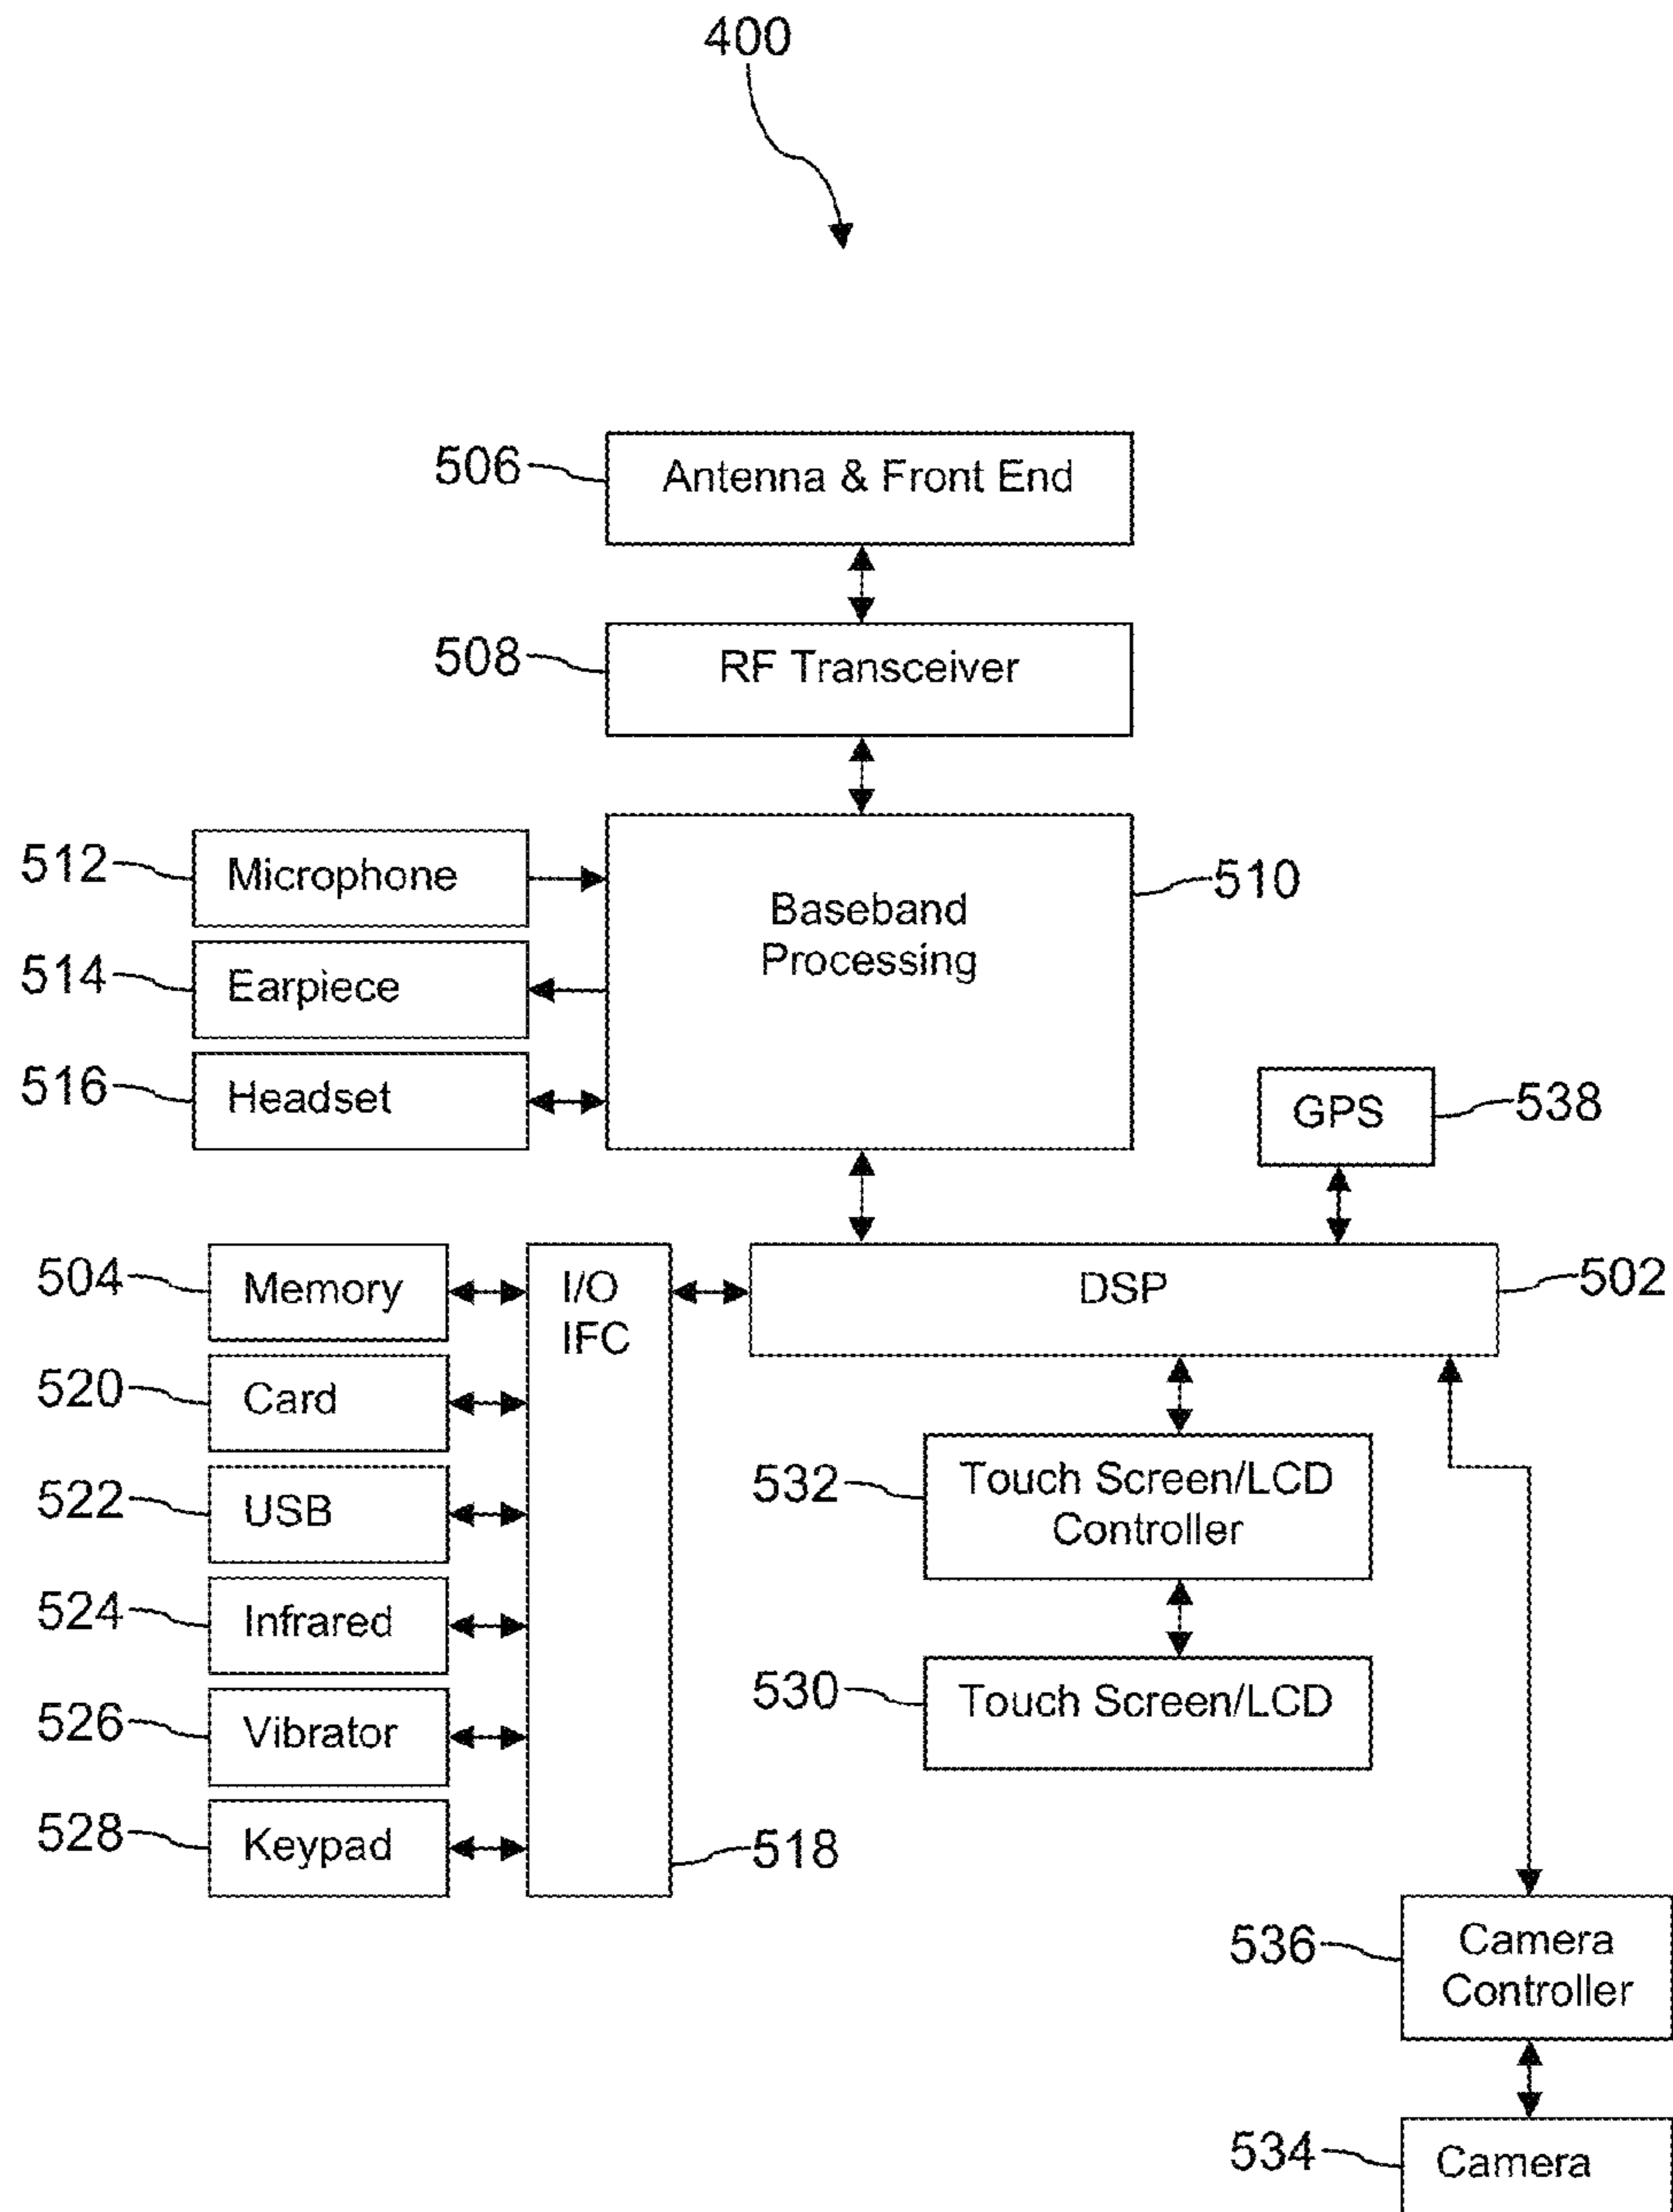 400
506
Antenna & Front End
508
RF Transceiver
512
Microphone
Baseband
Processing
510
514
Earpiece
516
Headset
GPS
538
504
Memory
I/O
IFC
DSP
502
520
Card
522
USB
532
Touch Screen/LCD
Controller
524
Infrared
530
Touch Screen/LCD
526
Vibrator
528
Keypad
518
536
Camera
Controller
534
Camera